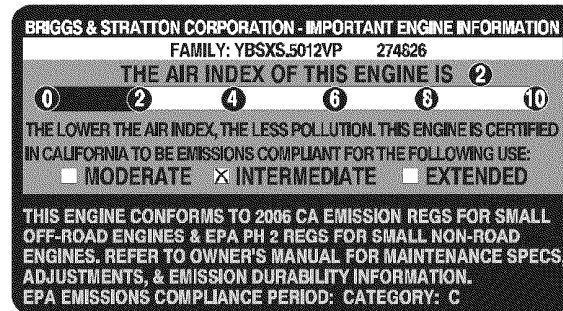 BRIGGS & STRATTON CORPORATION - IMPORTANT ENGINE INFORMATION
FAMILY: YBSXS.5012VP 274826
THE AIR INDEX OF THIS ENGINE IS 2
0 2 4 6 8 10
THE LOWER THE AIR INDEX, THE LESS POLLUTION. THIS ENGINE IS CERTIFIED
IN CALIFORNIA TO BE EMISSIONS COMPLIANT FOR THE FOLLOWING USE:
MODERATE INTERMEDIATE EXTENDED
THIS ENGINE CONFORMS TO 2006 CA EMISSION REGS FOR SMALL
OFF-ROAD ENGINES & EPA PH 2 REGS FOR SMALL NON-ROAD
ENGINES. REFER TO OWNER'S MANUAL FOR MAINTENANCE SPECS,
ADJUSTMENTS, & EMISSION DURABILITY INFORMATION.
EPA EMISSIONS COMPLIANCE PERIOD: CATEGORY: C